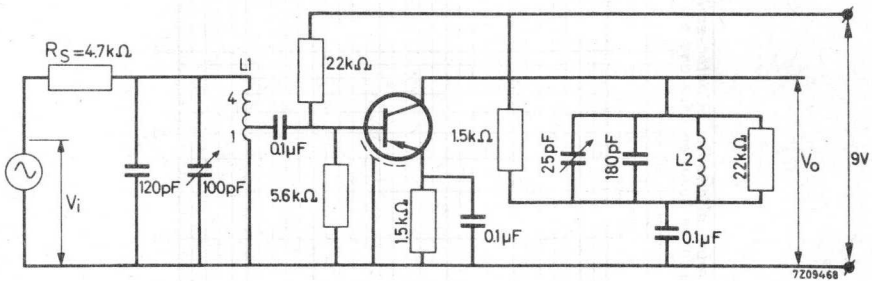 R_S=4.7kΩ
L1
4
1
22kΩ
0.1µF
120pF
100pF
5.6kΩ
1.5kΩ
0.1µF
1.5kΩ
25pF
180pF
L2
22kΩ
0.1µF
Vi
Vo
9V
7Z09468